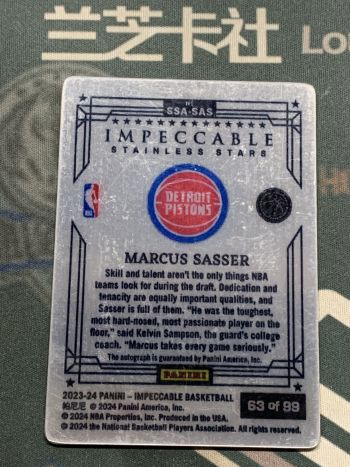 兰芝卡社 Lo
No.
SSA-SAS
IMPECCABLE
STAINLESS STARS
DETROIT
PISTONS
MARCUS SASSER
Skill and talent aren't the only things NBA
teams look for during the draft. Dedication and
tenacity are equally important qualities, and
Sasser is full of them. "He was the toughest,
most hard-nosed, most passionate player on the
floor," said Kelvin Sampson, the guard's college
coach. "Marcus takes every game seriously."
The autograph is guaranteed by Panini America, Inc.
PANINI
2023-24 PANINI – IMPECCABLE BASKETBALL
63 of 99
帕尼尼 © 2024 Panini America, Inc.
© 2024 NBA Properties, Inc. Produced in the USA.
© 2024 the National Basketball Players Association. All rights reserved.